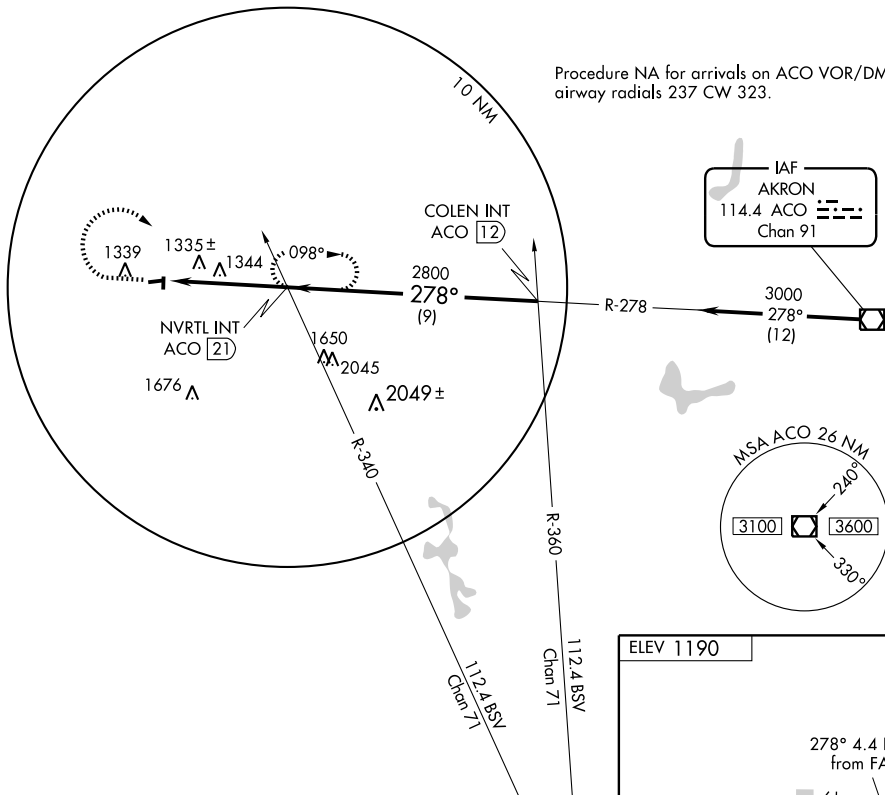 10 NM
Procedure NA for arrivals on ACO VOR/DM
airway radials 237 CW 323.
IAF
AKRON
114.4 ACO
Chan 91
COLEN INT
ACO 12
1339
1335±
1344
098°
2800
278°
(9)
R-278
3000
278°
(12)
NVRTL INT
ACO 21
1650
2045
1676
2049±
R-340
R-360
MSA ACO 26 NM
240°
3100
3600
330°
112.4 BSV
Chan 71
112.4 BSV
Chan 71
ELEV 1190
278° 4.4
from FA